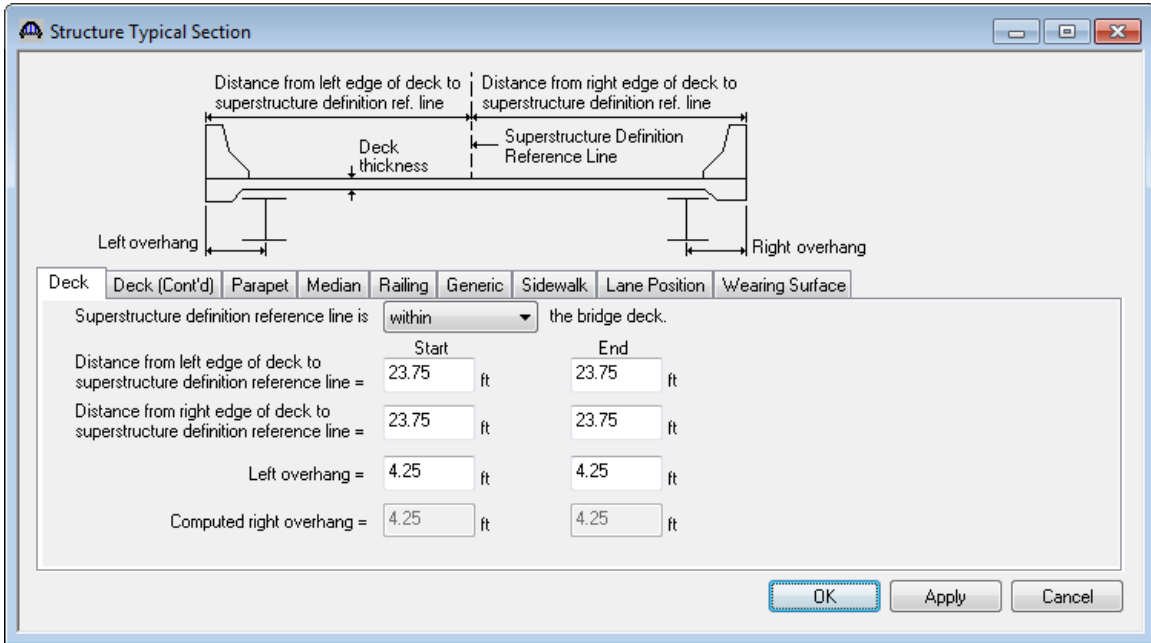 Structure Typical Section
Distance from left edge of deck to
superstructure definition ref. line
Distance from right edge of deck to
superstructure definition ref. line
Deck
thickness
Superstructure Definition
Reference Line
Left overhang
Right overhang
Deck Deck (Cont'd) Parapet Median Railing Generic Sidewalk Lane Position Wearing Surface
Superstructure definition reference line is within the bridge deck.
Start End
Distance from left edge of deck to
superstructure definition reference line = 23.75 ft 23.75 ft
Distance from right edge of deck to
superstructure definition reference line = 23.75 ft 23.75 ft
Left overhang = 4.25 ft 4.25 ft
Computed right overhang = 4.25 ft 4.25 ft
OK Apply Cancel